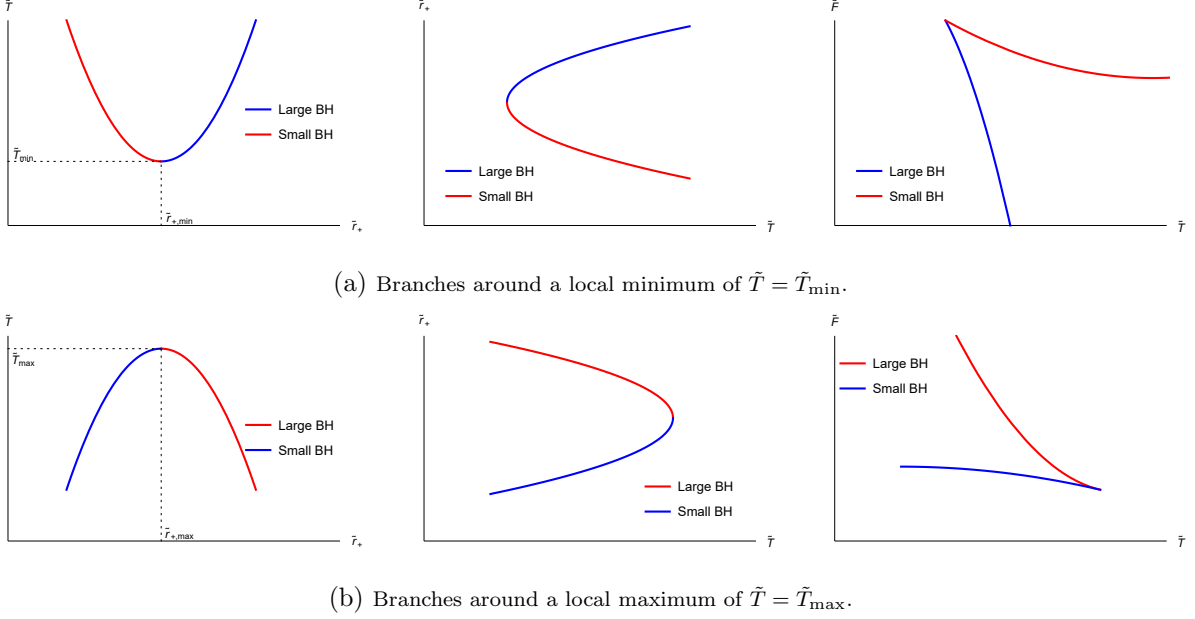 T̃
T̃min
r̃+,min
r̃+
Large BH
Small BH
r̃+
T̃
Large BH
Small BH
F̃
T̃
Large BH
Small BH
(a) Branches around a local minimum of T̃ = T̃min.
T̃
T̃max
r̃+,max
r̃+
Large BH
Small BH
r̃+
T̃
Large BH
Small BH
F̃
T̃
Large BH
Small BH
(b) Branches around a local maximum of T̃ = T̃max.